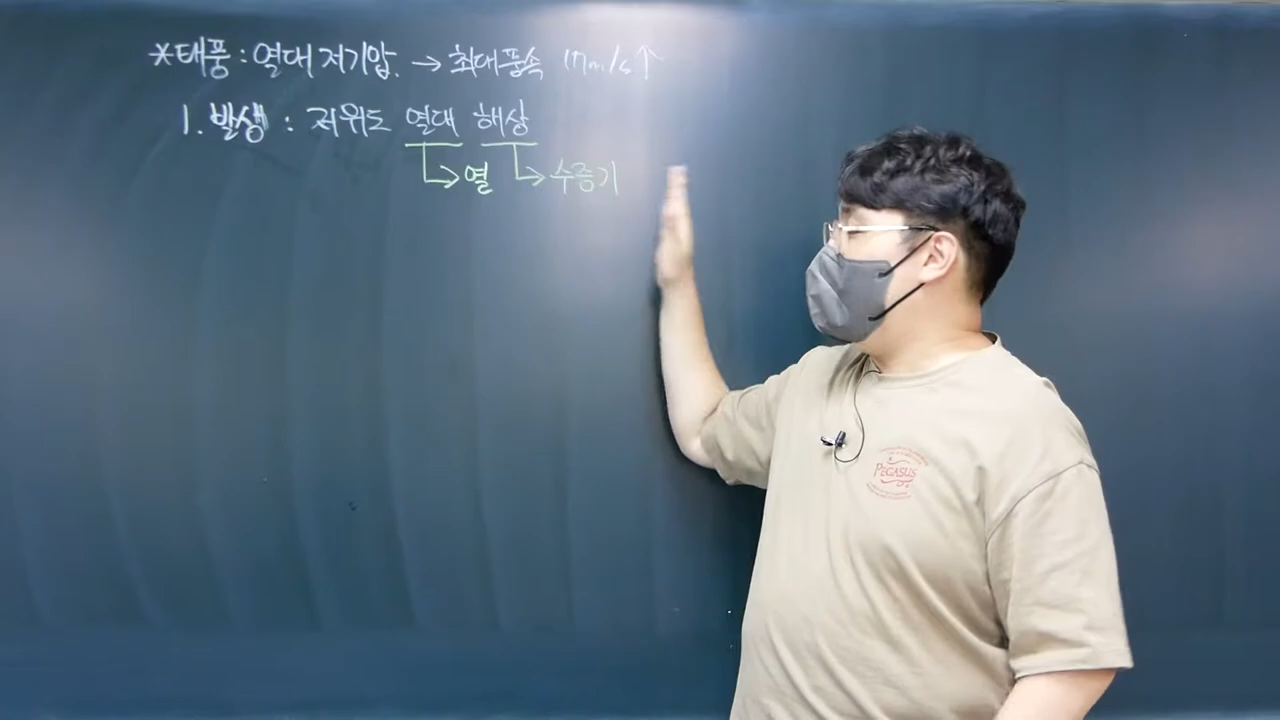 *태풍 : 열대 저기압. → 최대풍속 17m/s↑
1. 발생 : 저위도 열대 해상
↳열 ↳수증기
PEGASUS